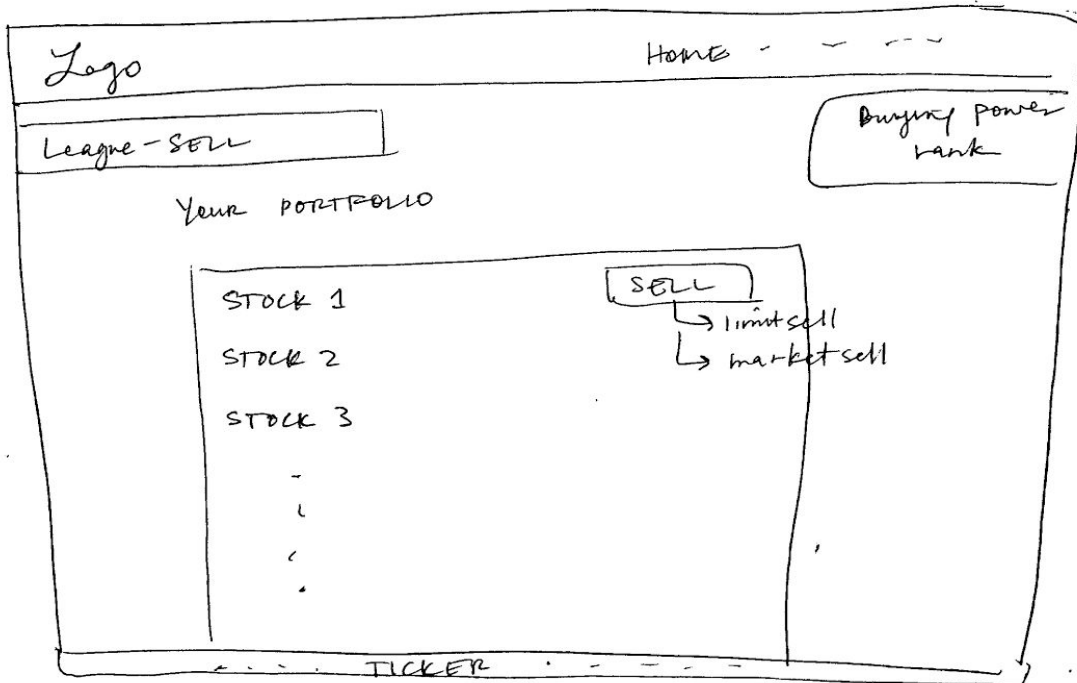 Logo
HOME
League - SELL
Buying power
rank
YOUR PORTFOLIO
STOCK 1
SELL
limit sell
STOCK 2
market sell
STOCK 3
TICKER